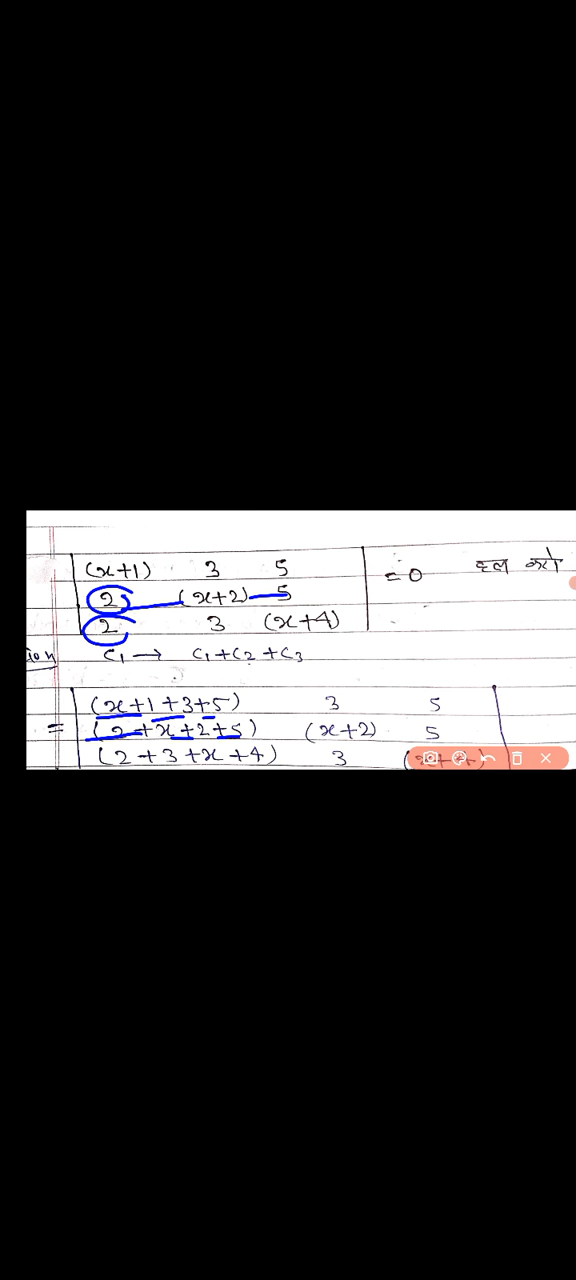 (x+1) 3 5
2 (x+2) 5 = 0 हल करो
2 3 (x+4)
ion C₁ → C₁+C₂+C₃
(x+1+3+5) 3 5
= (2+x+2+5) (x+2) 5
(2+3+x+4) 3